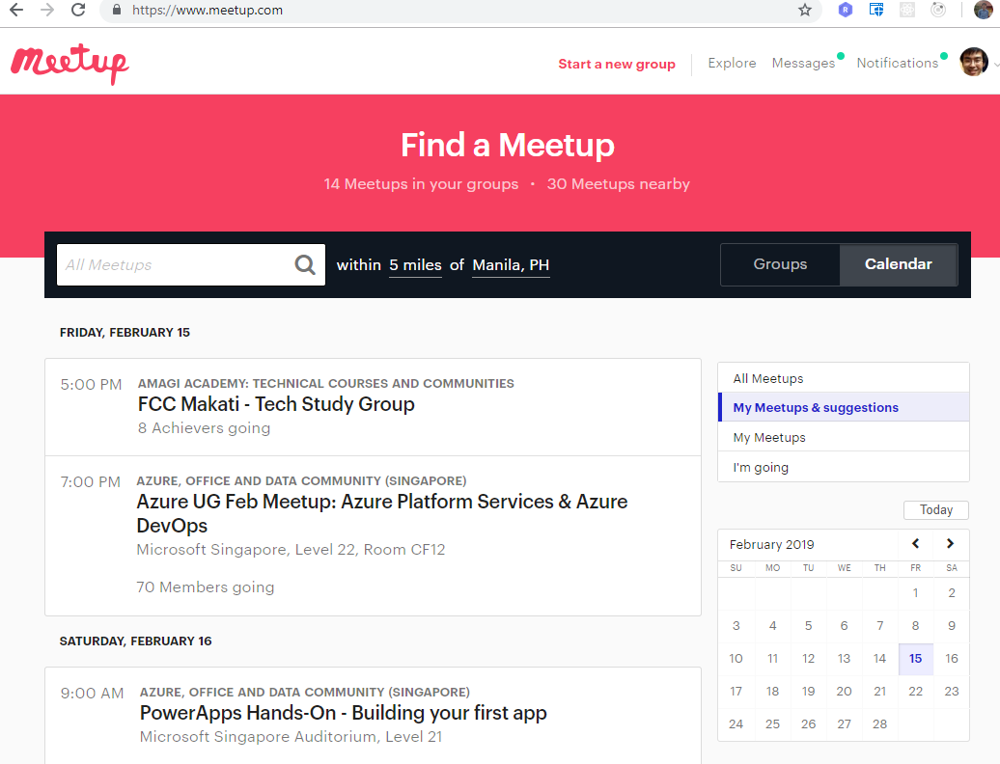 https://www.meetup.com
Meetup
Start a new group
Explore
Messages
Notifications
Find a Meetup
14 Meetups in your groups • 30 Meetups nearby
All Meetups
within 5 miles of Manila, PH
Groups
Calendar
FRIDAY, FEBRUARY 15
5:00 PM
AMAGI ACADEMY: TECHNICAL COURSES AND COMMUNITIES
FCC Makati - Tech Study Group
8 Achievers going
7:00 PM
AZURE, OFFICE AND DATA COMMUNITY (SINGAPORE)
Azure UG Feb Meetup: Azure Platform Services & Azure
DevOps
Microsoft Singapore, Level 22, Room CF12
70 Members going
SATURDAY, FEBRUARY 16
9:00 AM
AZURE, OFFICE AND DATA COMMUNITY (SINGAPORE)
PowerApps Hands-On - Building your first app
Microsoft Singapore Auditorium, Level 21
All Meetups
My Meetups & suggestions
My Meetups
I'm going
Today
February 2019
SU MO TU WE TH FR SA
1 2
3 4 5 6 7 8 9
10 11 12 13 14 15 16
17 18 19 20 21 22 23
24 25 26 27 28